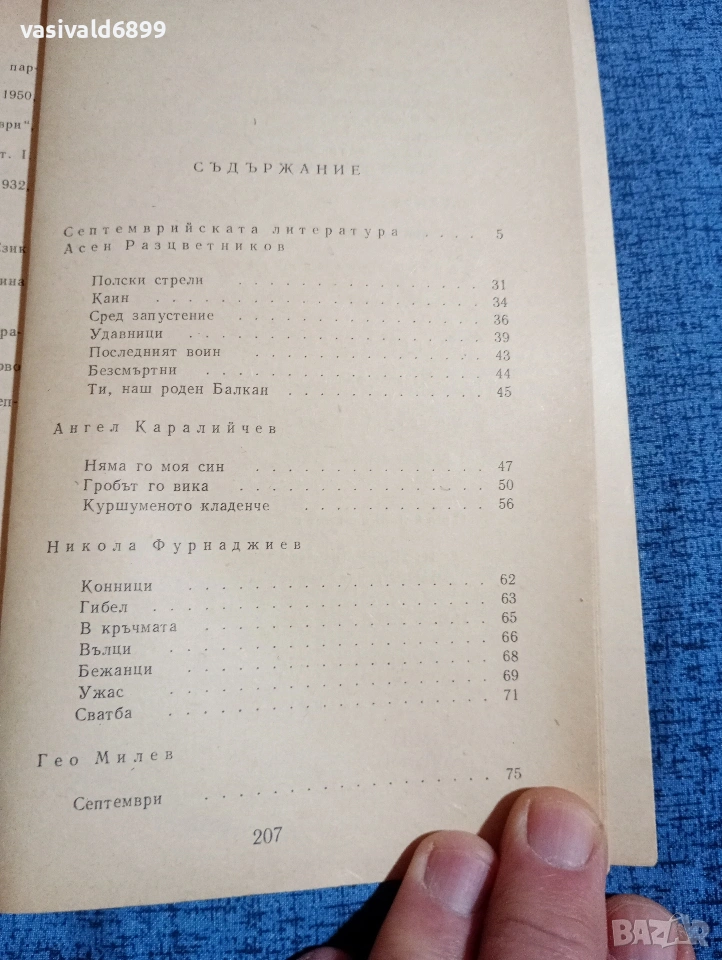 vasivald6899
пар-
1950,
ври",
т. I.
932,
СЪДЪРЖАНИЕ
Септемврийската литература . . . . 5
Асен Разцветников
Полски стрели . . . . . . . . . . . . 31
Каин . . . . . . . . . . . . . . . 34
Сред запустение . . . . . . . . . . . . 36
Удавници . . . . . . . . . . . . . 39
Последният воин . . . . . . . . . . . 43
Безсмъртни . . . . . . . . . . . . . 44
Ти, наш роден Балкан . . . . . . . . . 45
Ангел Каралийчев
Няма го моя син . . . . . . . . . . . 47
Гробът го вика . . . . . . . . . . . 50
Куршуменото кладенче . . . . . . . . 56
Никола Фурнаджиев
Конници . . . . . . . . . . . . . 62
Гибел . . . . . . . . . . . . . . . 63
В кръчмата . . . . . . . . . . . . . 65
Вълци . . . . . . . . . . . . . . . 66
Бежанци . . . . . . . . . . . . . . 68
Ужас . . . . . . . . . . . . . . . 69
Сватба . . . . . . . . . . . . . . 71
Гео Милев
Септември . . . . . . . . . . . . 75
207
BAZAR